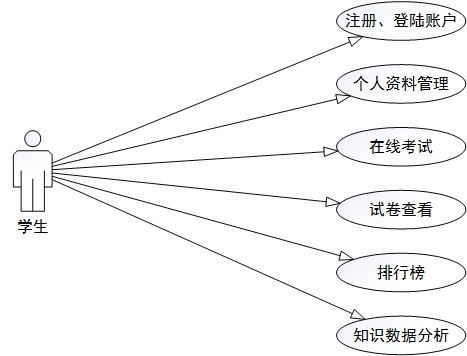 注册、登陆账户
个人资料管理
在线考试
学生
试卷查看
排行榜
知识数据分析